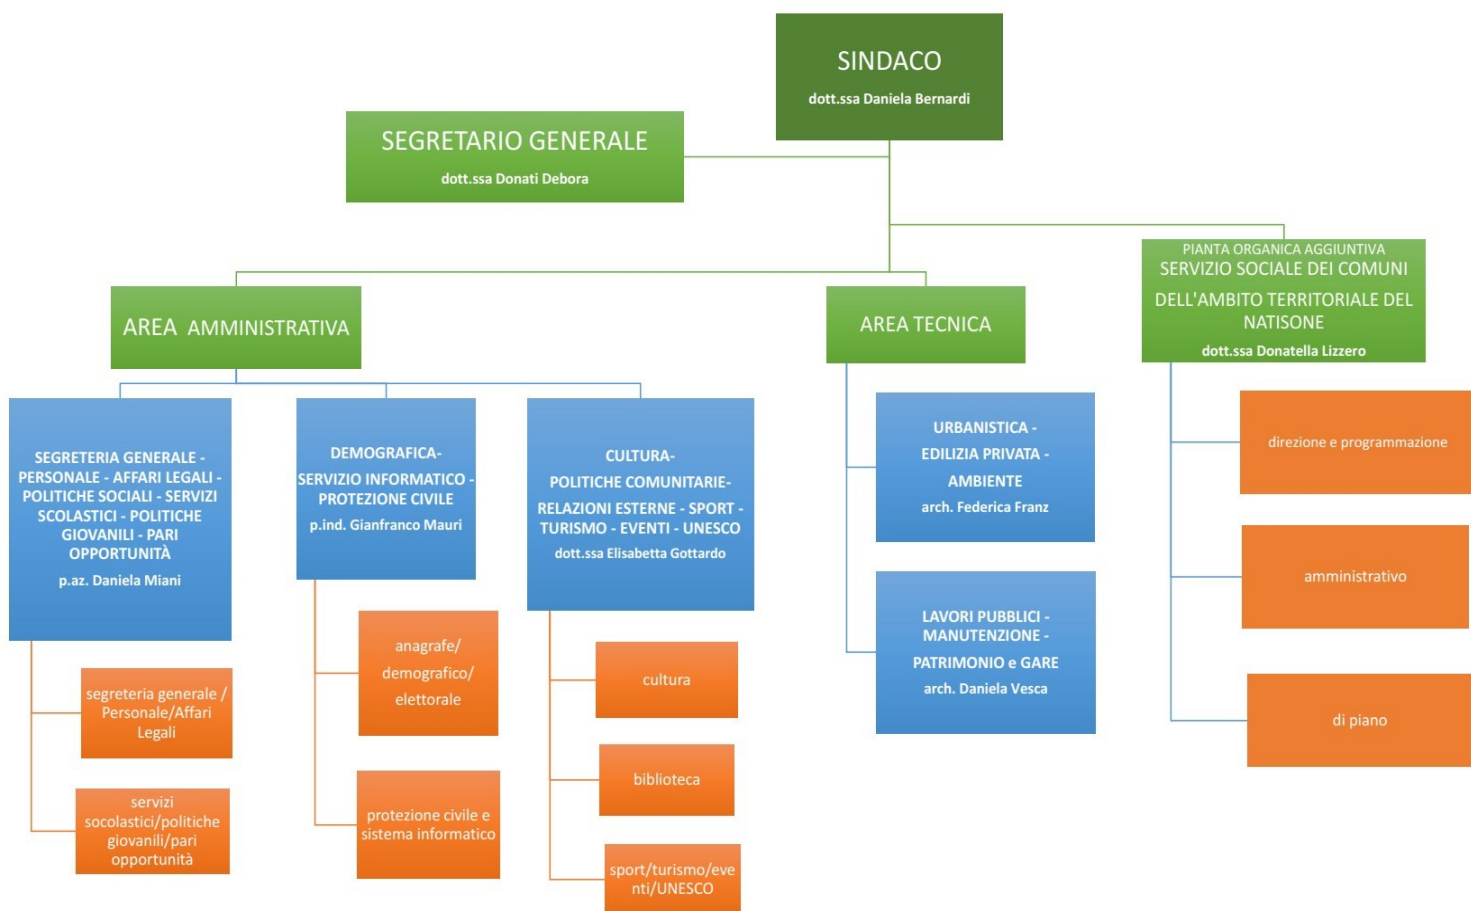 SINDACO
dott.ssa Daniela Bernardi
SEGRETARIO GENERALE
dott.ssa Donati Debora
PIANTA ORGANICA AGGIUNTIVA
SERVIZIO SOCIALE DEI COMUNI
DELL'AMBITO TERRITORIALE DEL
NATISONE
dott.ssa Donatella Lizzero
AREA AMMINISTRATIVA
AREA TECNICA
SEGRETERIA GENERALE -
PERSONALE - AFFARI LEGALI -
POLITICHE SOCIALI - SERVIZI
SCOLASTICI - POLITICHE
GIOVANILI - PARI
OPPORTUNITÀ
p.az. Daniela Miani
segreteria generale /
Personale/Affari
Legali
servizi
socolastici/politiche
giovanili/pari
opportunità
DEMOGRAFICA-
SERVIZIO INFORMATICO -
PROTEZIONE CIVILE
p.ind. Gianfranco Mauri
anagrafe/
demografico/
elettorale
protezione civile e
sistema informatico
CULTURA-
POLITICHE COMUNITARIE-
RELAZIONI ESTERNE - SPORT -
TURISMO - EVENTI - UNESCO
dott.ssa Elisabetta Gottardo
cultura
biblioteca
sport/turismo/eve
nti/UNESCO
URBANISTICA -
EDILIZIA PRIVATA -
AMBIENTE
arch. Federica Franz
LAVORI PUBBLICI -
MANUTENZIONE -
PATRIMONIO e GARE
arch. Daniela Vesca
direzione e programmazione
amministrativo
di piano